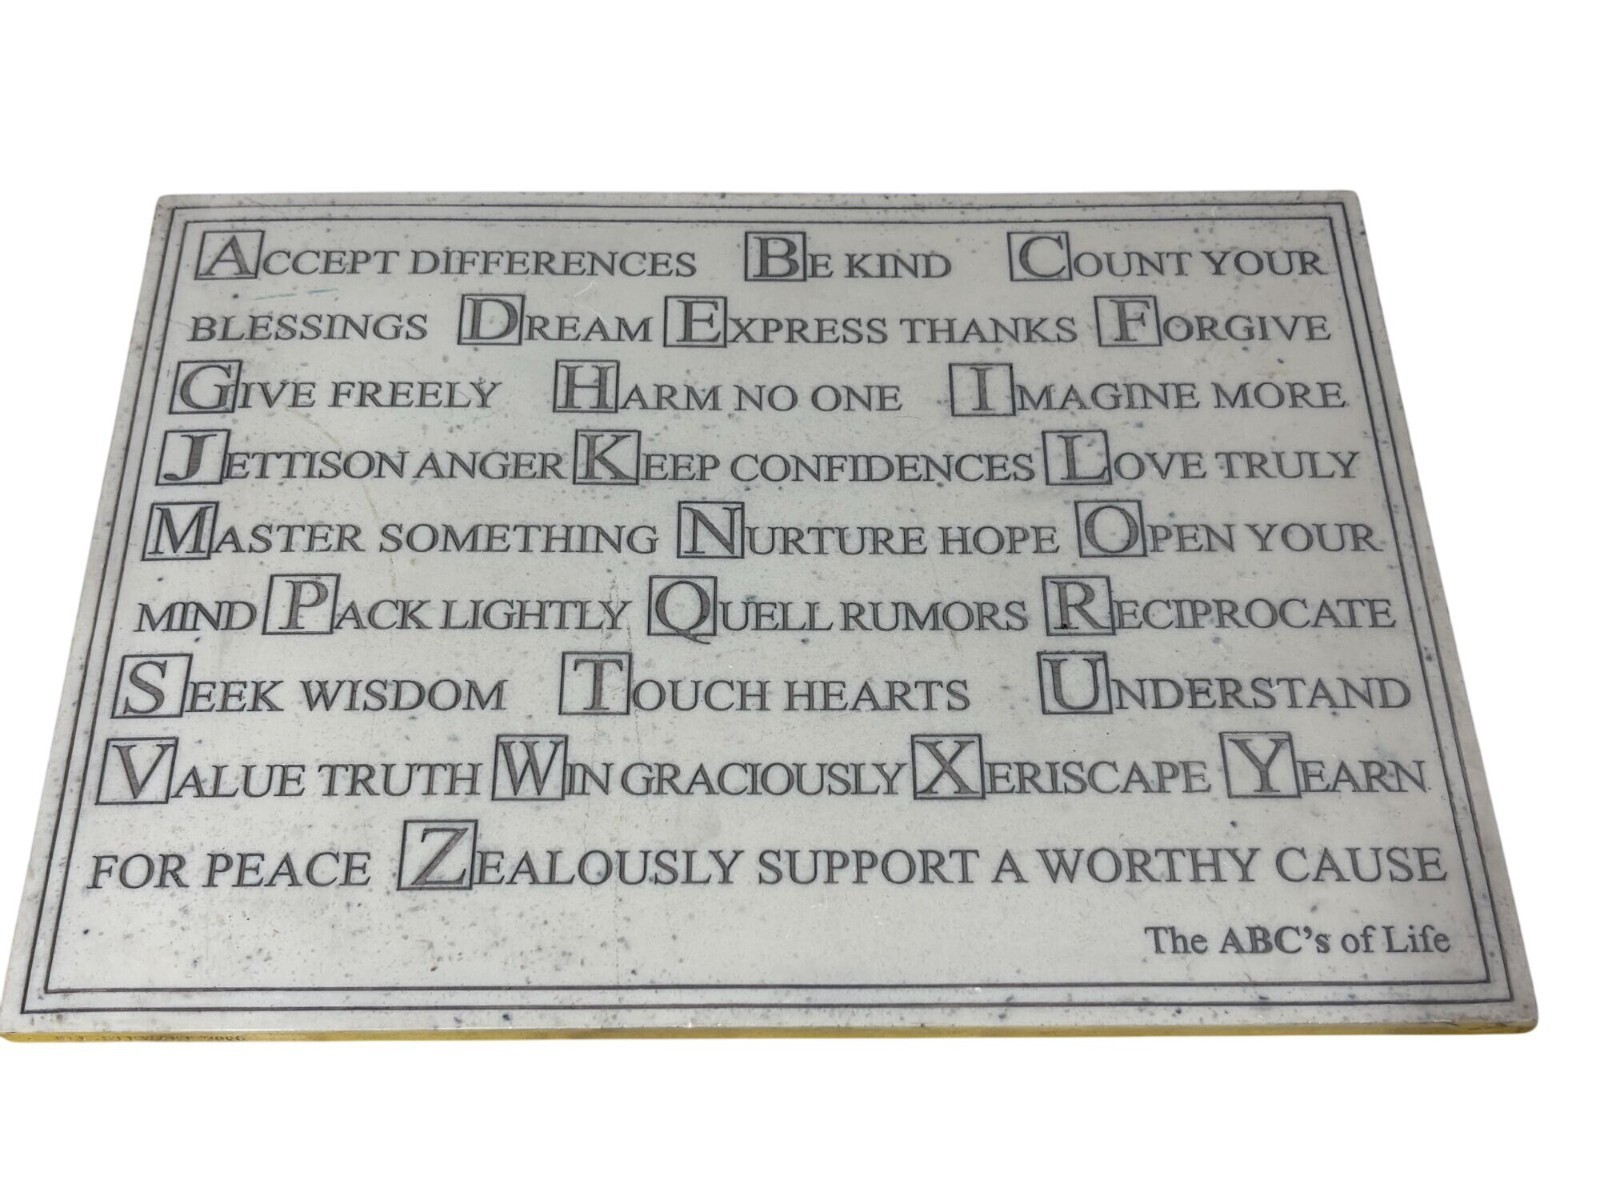 ACCEPT DIFFERENCES BE KIND COUNT YOUR
BLESSINGS DREAM EXPRESS THANKS FORGIVE
GIVE FREELY HARM NO ONE IMAGINE MORE
JETTISON ANGER KEEP CONFIDENCES LOVE TRULY
MASTER SOMETHING NURTURE HOPE OPEN YOUR
MIND PACK LIGHTLY QUELL RUMORS RECIPROCATE
SEEK WISDOM TOUCH HEARTS UNDERSTAND
VALUE TRUTH WIN GRACIOUSLY XERISCAPE YEARN
FOR PEACE ZEALOUSLY SUPPORT A WORTHY CAUSE
The ABC's of Life